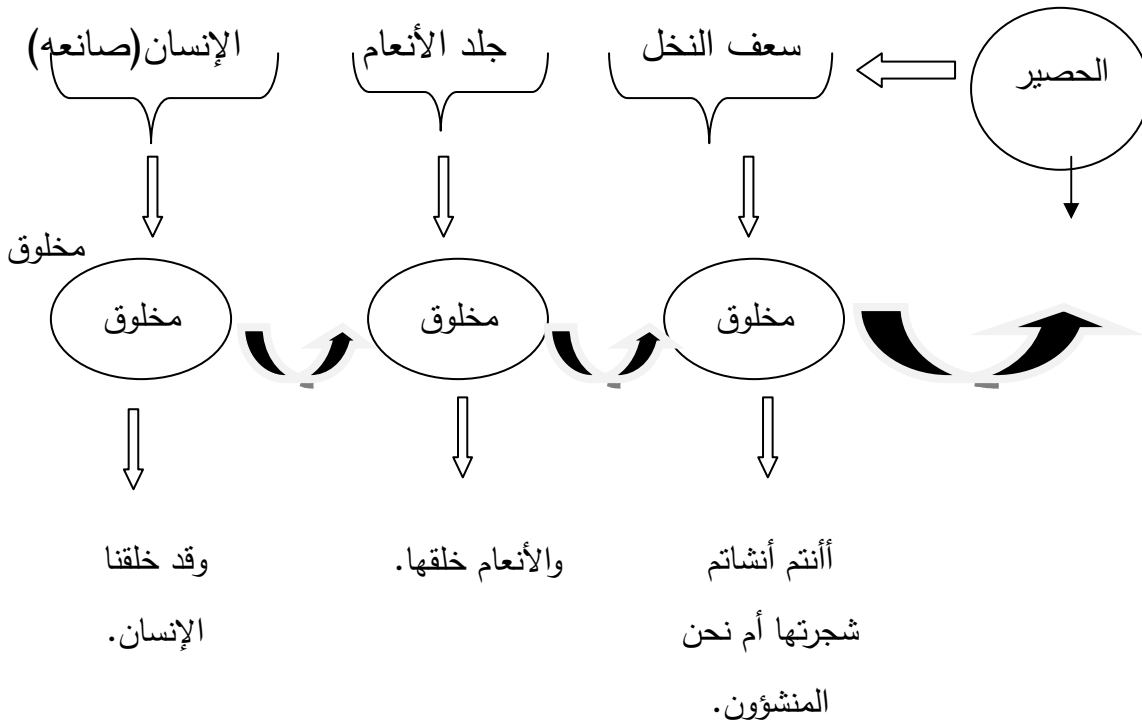 الحصير
سعف النخل
جلد الأنعام
الإنسان(صانعه)
مخلوق
مخلوق
مخلوق
مخلوق
أأنتم أنشاتم
شجرتها أم نحن
المنشؤون.
والأنعام خلقها.
وقد خلقنا
الإنسان.